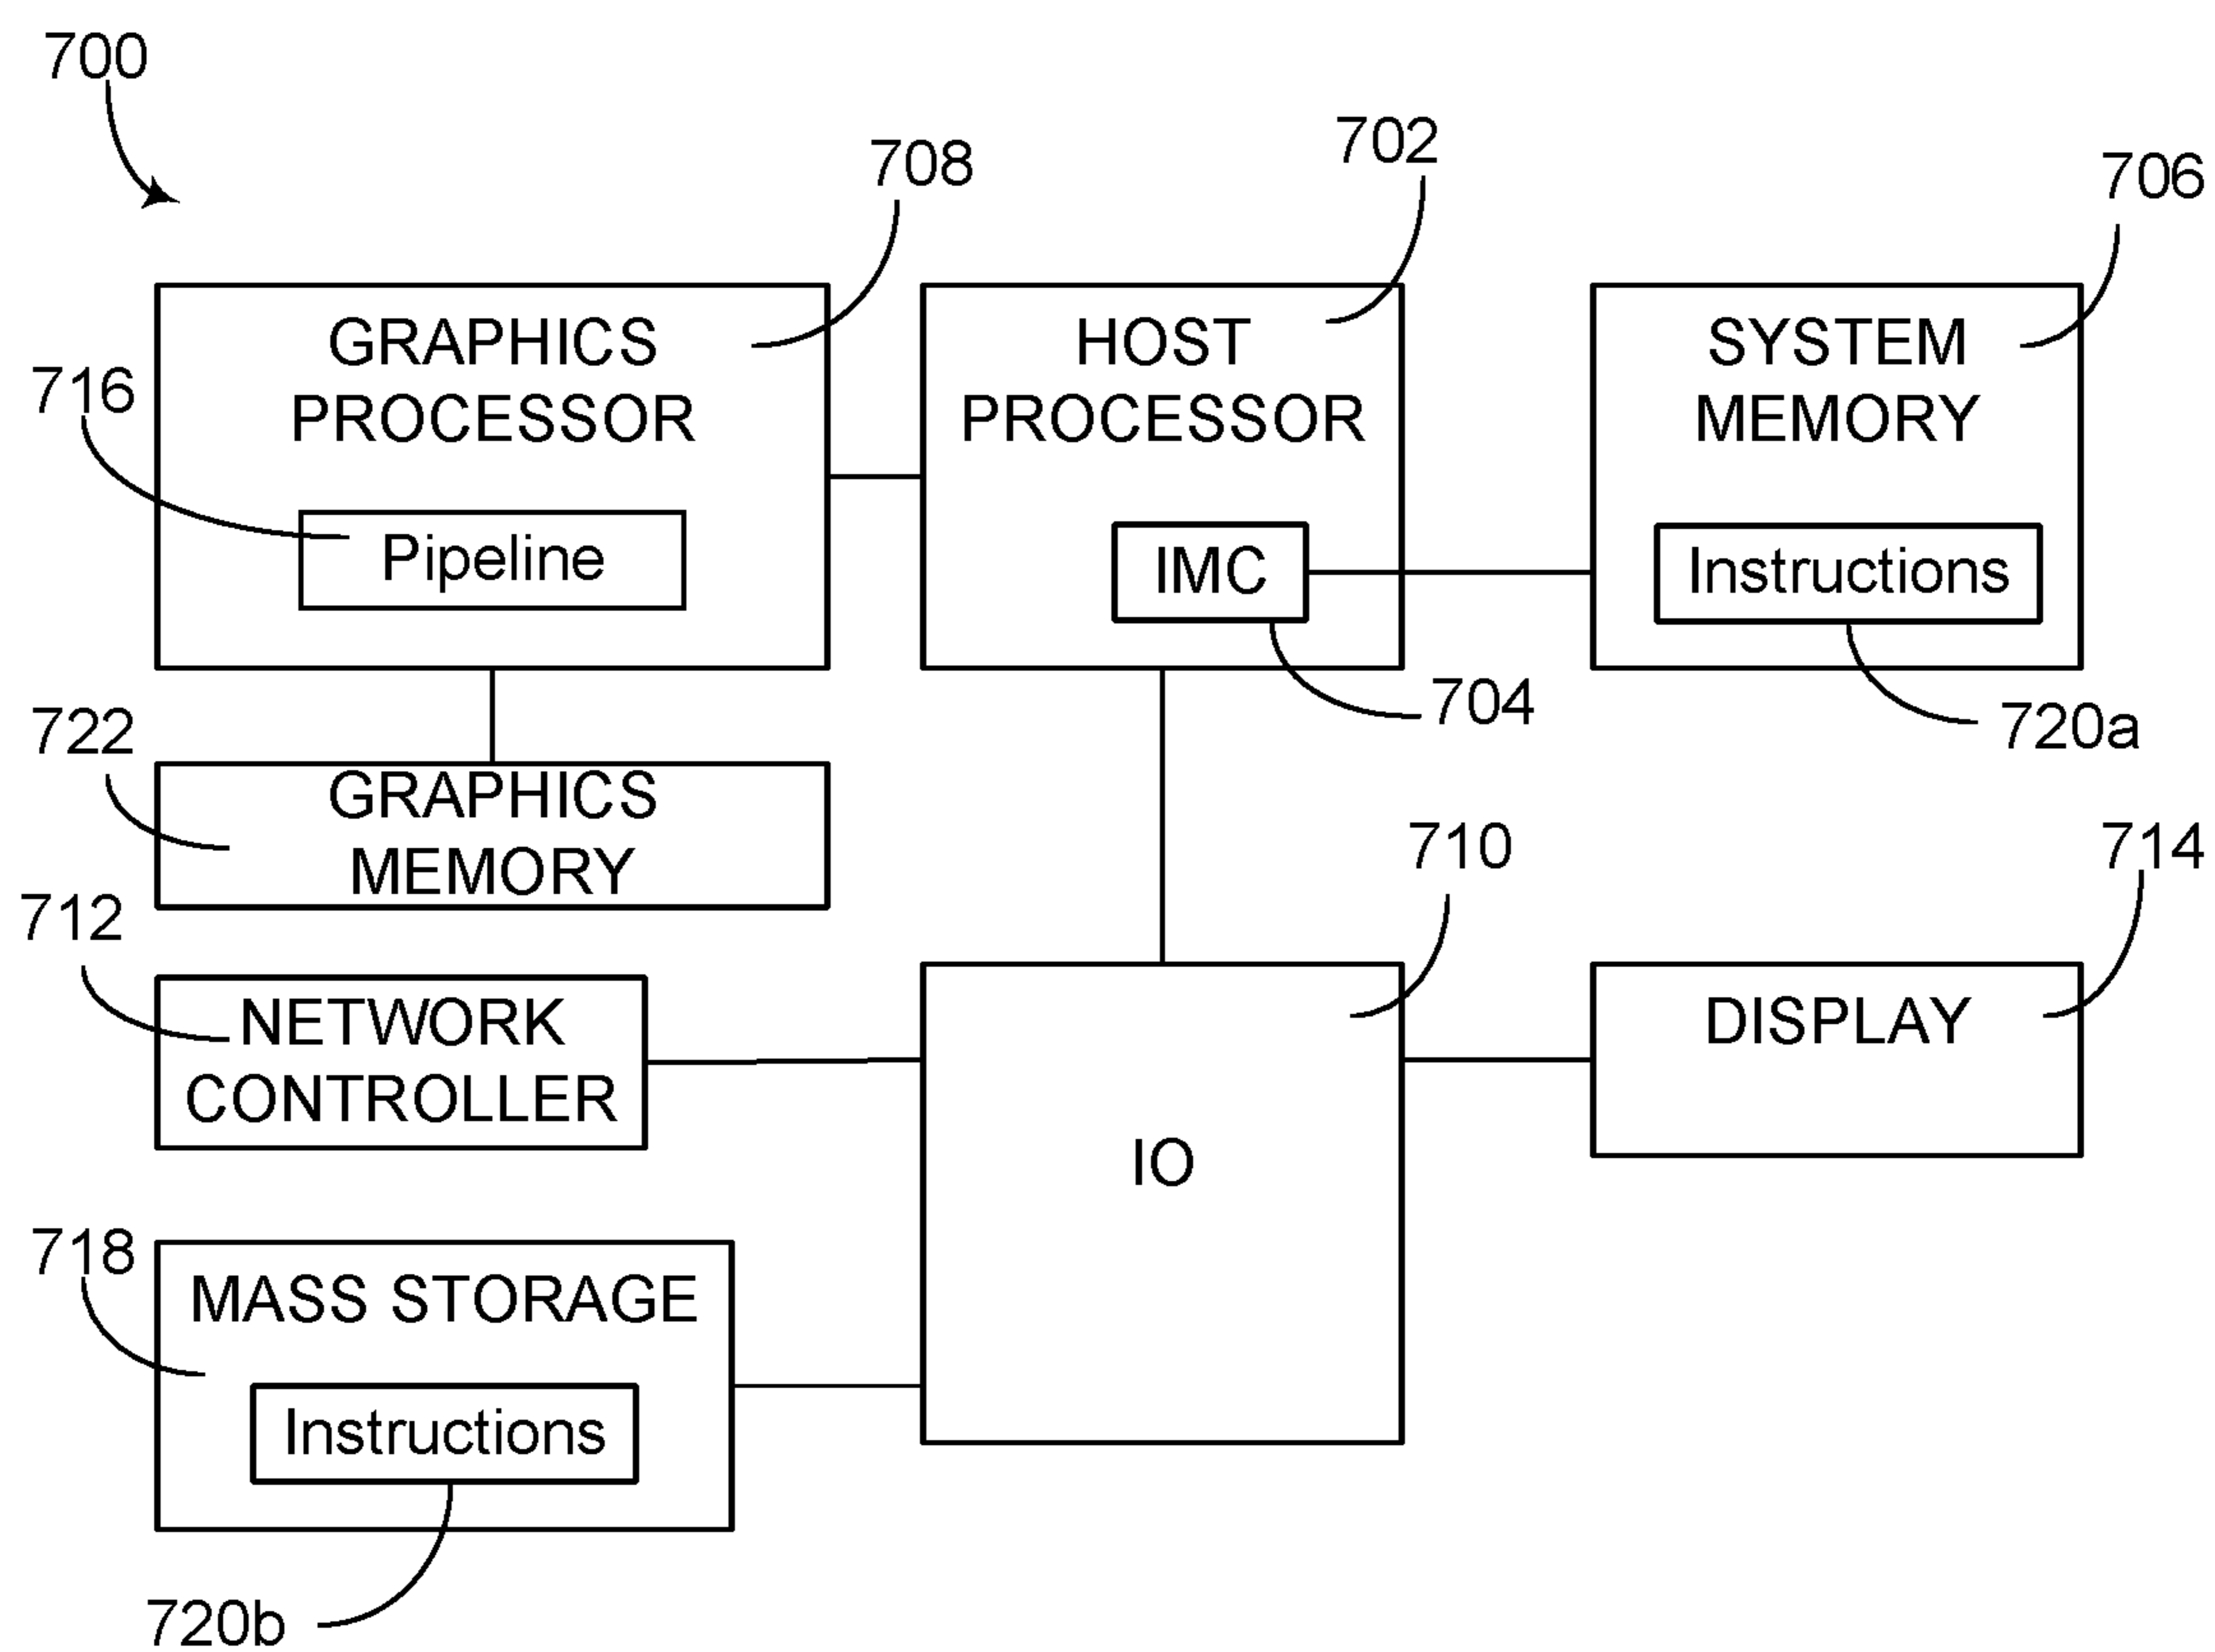 700
708
702
706
GRAPHICS
PROCESSOR
HOST
PROCESSOR
SYSTEM
MEMORY
716
Pipeline
IMC
Instructions
704
720a
722
GRAPHICS
MEMORY
710
714
712
NETWORK
CONTROLLER
IO
DISPLAY
718
MASS STORAGE
Instructions
720b